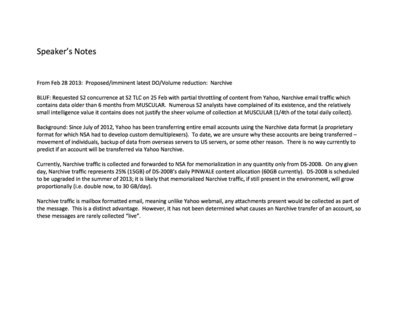 Speaker's Notes
From Feb 28 2013: Proposed/Imminent latest DO/Volume reduction: Narchive
BLUF: Requested S2 concurrence at S2 TLC on 25 Feb with partial throttling of content from Yahoo, Narchive email traffic which
contains data older than 6 months from MUSCULAR. Numerous S2 analysts have complained of its existence, and the relatively
small intelligence value it contains does not justify the sheer volume of collection at MUSCULAR (1/4th of the total daily collect).
Background: Since July of 2012, Yahoo has been transferring entire email accounts using the Narchive data format (a proprietary
format for which NSA had to develop custom demultiplexers). To date, we are unsure why these accounts are being transferred –
movement of individuals, backup of data from overseas servers to US servers, or some other reason. There is no way currently to
predict if an account will be transferred via Yahoo Narchive.
Currently, Narchive traffic is collected and forwarded to NSA for memorialization in any quantity only from DS-200B. On any given
day, Narchive traffic represents 25% (15GB) of DS-200B's daily PINWALE content allocation (60GB currently). DS-200B is scheduled
to be upgraded in the summer of 2013; it is likely that memorialized Narchive traffic, if still present in the environment, will grow
proportionally (i.e. double now, to 30 GB/day).
Narchive traffic is mailbox formatted email, meaning unlike Yahoo webmail, any attachments present would be collected as part of
the message. This is a distinct advantage. However, it has not been determined what causes an Narchive transfer of an account, so
these messages are rarely collected "live".